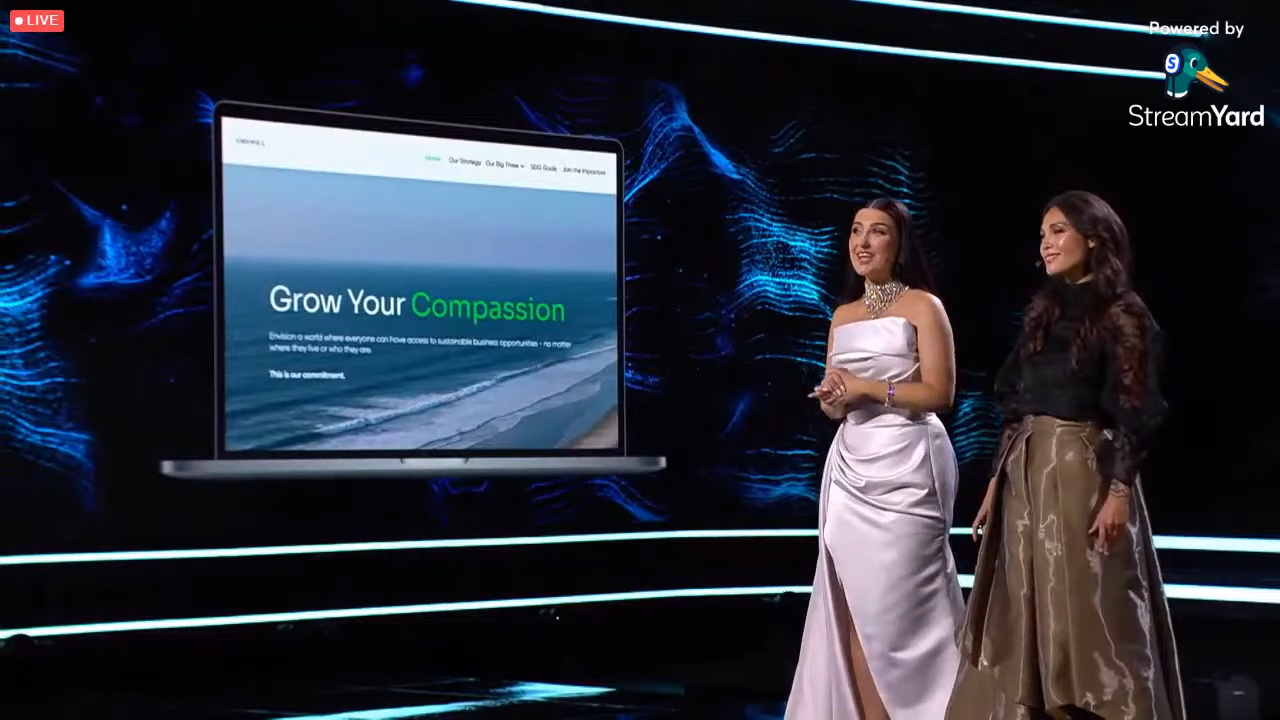 LIVE
Powered by
S
StreamYard
Home Our Strategy Our Big Three SDG Goals Join the Impactors
Grow Your Compassion
Envision a world where everyone can have access to sustainable business opportunities - no matter
where they live or who they are.
This is our commitment.